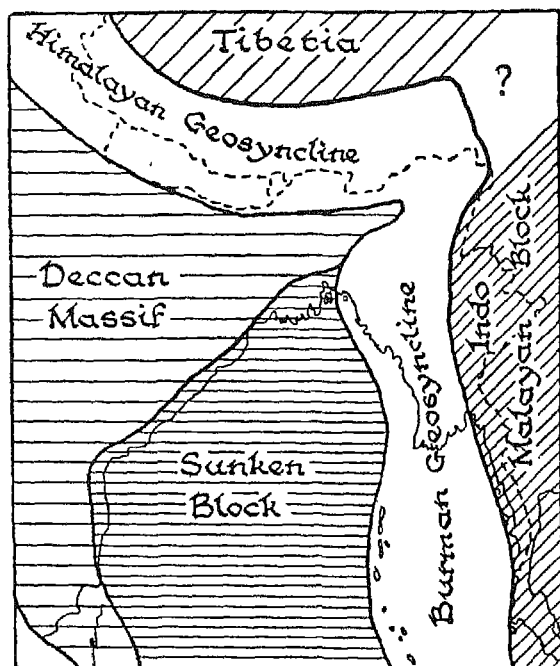 Tibetia
Himalayan Geosyncline
?
Deccan
Massif
Indo
Malayan Block
Sunken
Block
Burman Geosyncline